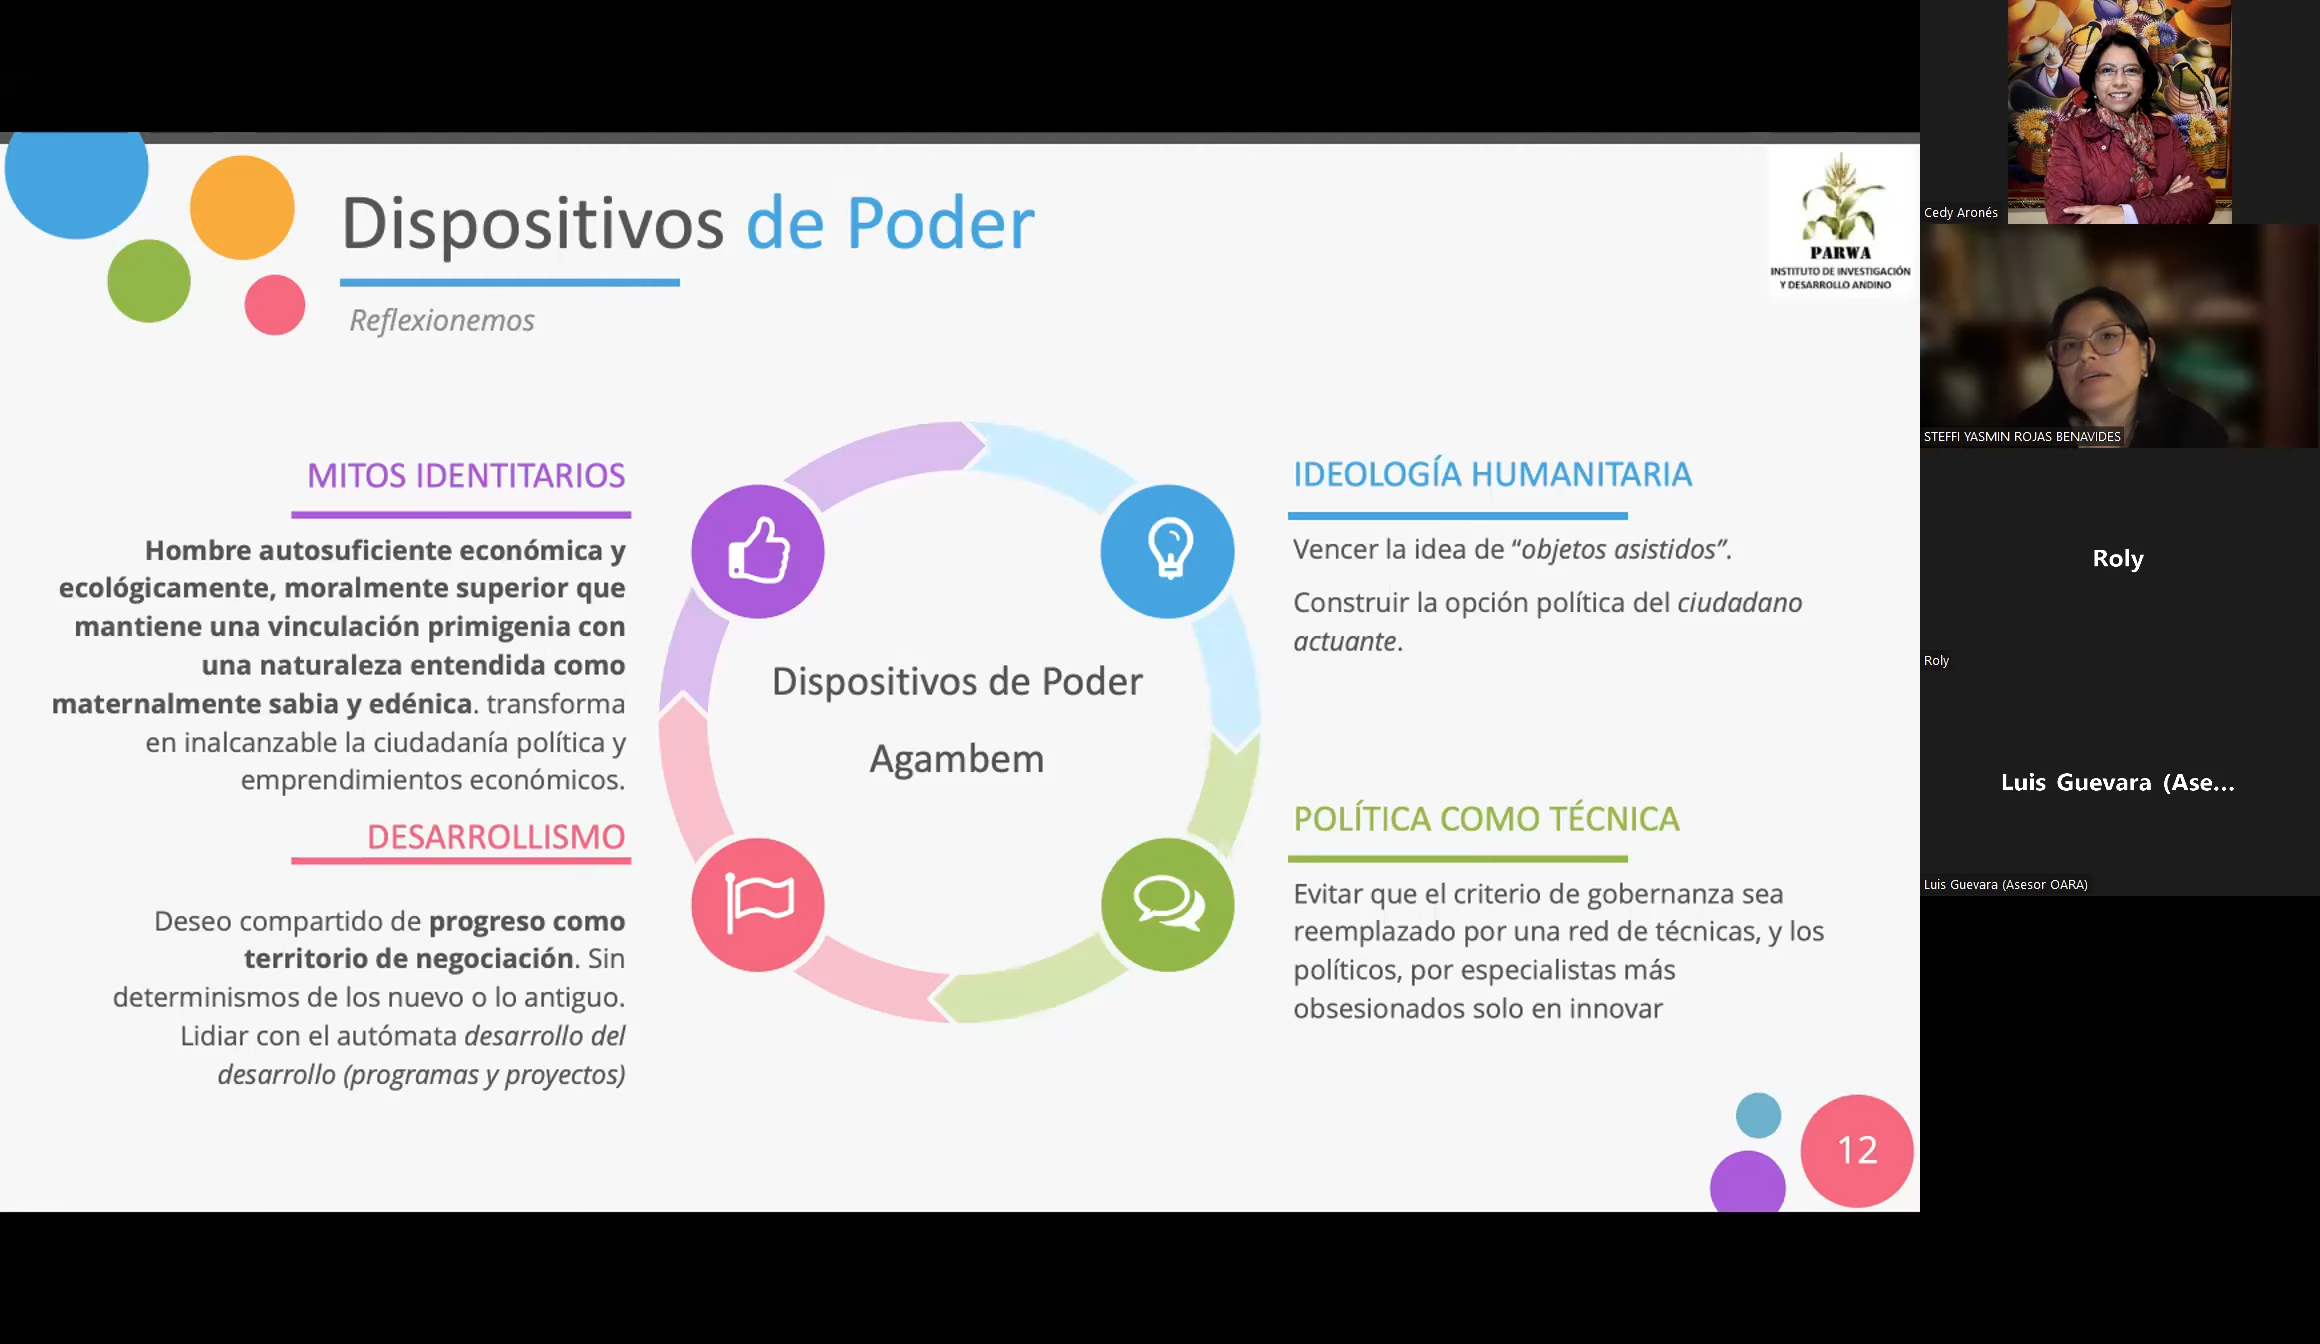 Dispositivos de Poder
Reflexionemos
PARWA
INSTITUTO DE INVESTIGACIÓN
Y DESARROLLO ANDINO
MITOS IDENTITARIOS
Hombre autosuficiente económica y
ecológicamente, moralmente superior que
mantiene una vinculación primigenia con
una naturaleza entendida como
maternalmente sabia y edénica. transforma
en inalcanzable la ciudadanía política y
emprendimientos económicos.
DESARROLLISMO
Deseo compartido de progreso como
territorio de negociación. Sin
determinismos de los nuevo o lo antiguo.
Lidiar con el autómata desarrollo del
desarrollo (programas y proyectos)
Dispositivos de Poder
Agambem
IDEOLOGÍA HUMANITARIA
Vencer la idea de “objetos asistidos”.
Construir la opción política del ciudadano
actuante.
POLÍTICA COMO TÉCNICA
Evitar que el criterio de gobernanza sea
reemplazado por una red de técnicas, y los
políticos, por especialistas más
obsesionados solo en innovar
12
Cedy Aronés
STEFFI YASMIN ROJAS BENAVIDES
Roly
Roly
Luis Guevara (Ase...
Luis Guevara (Asesor OARA)